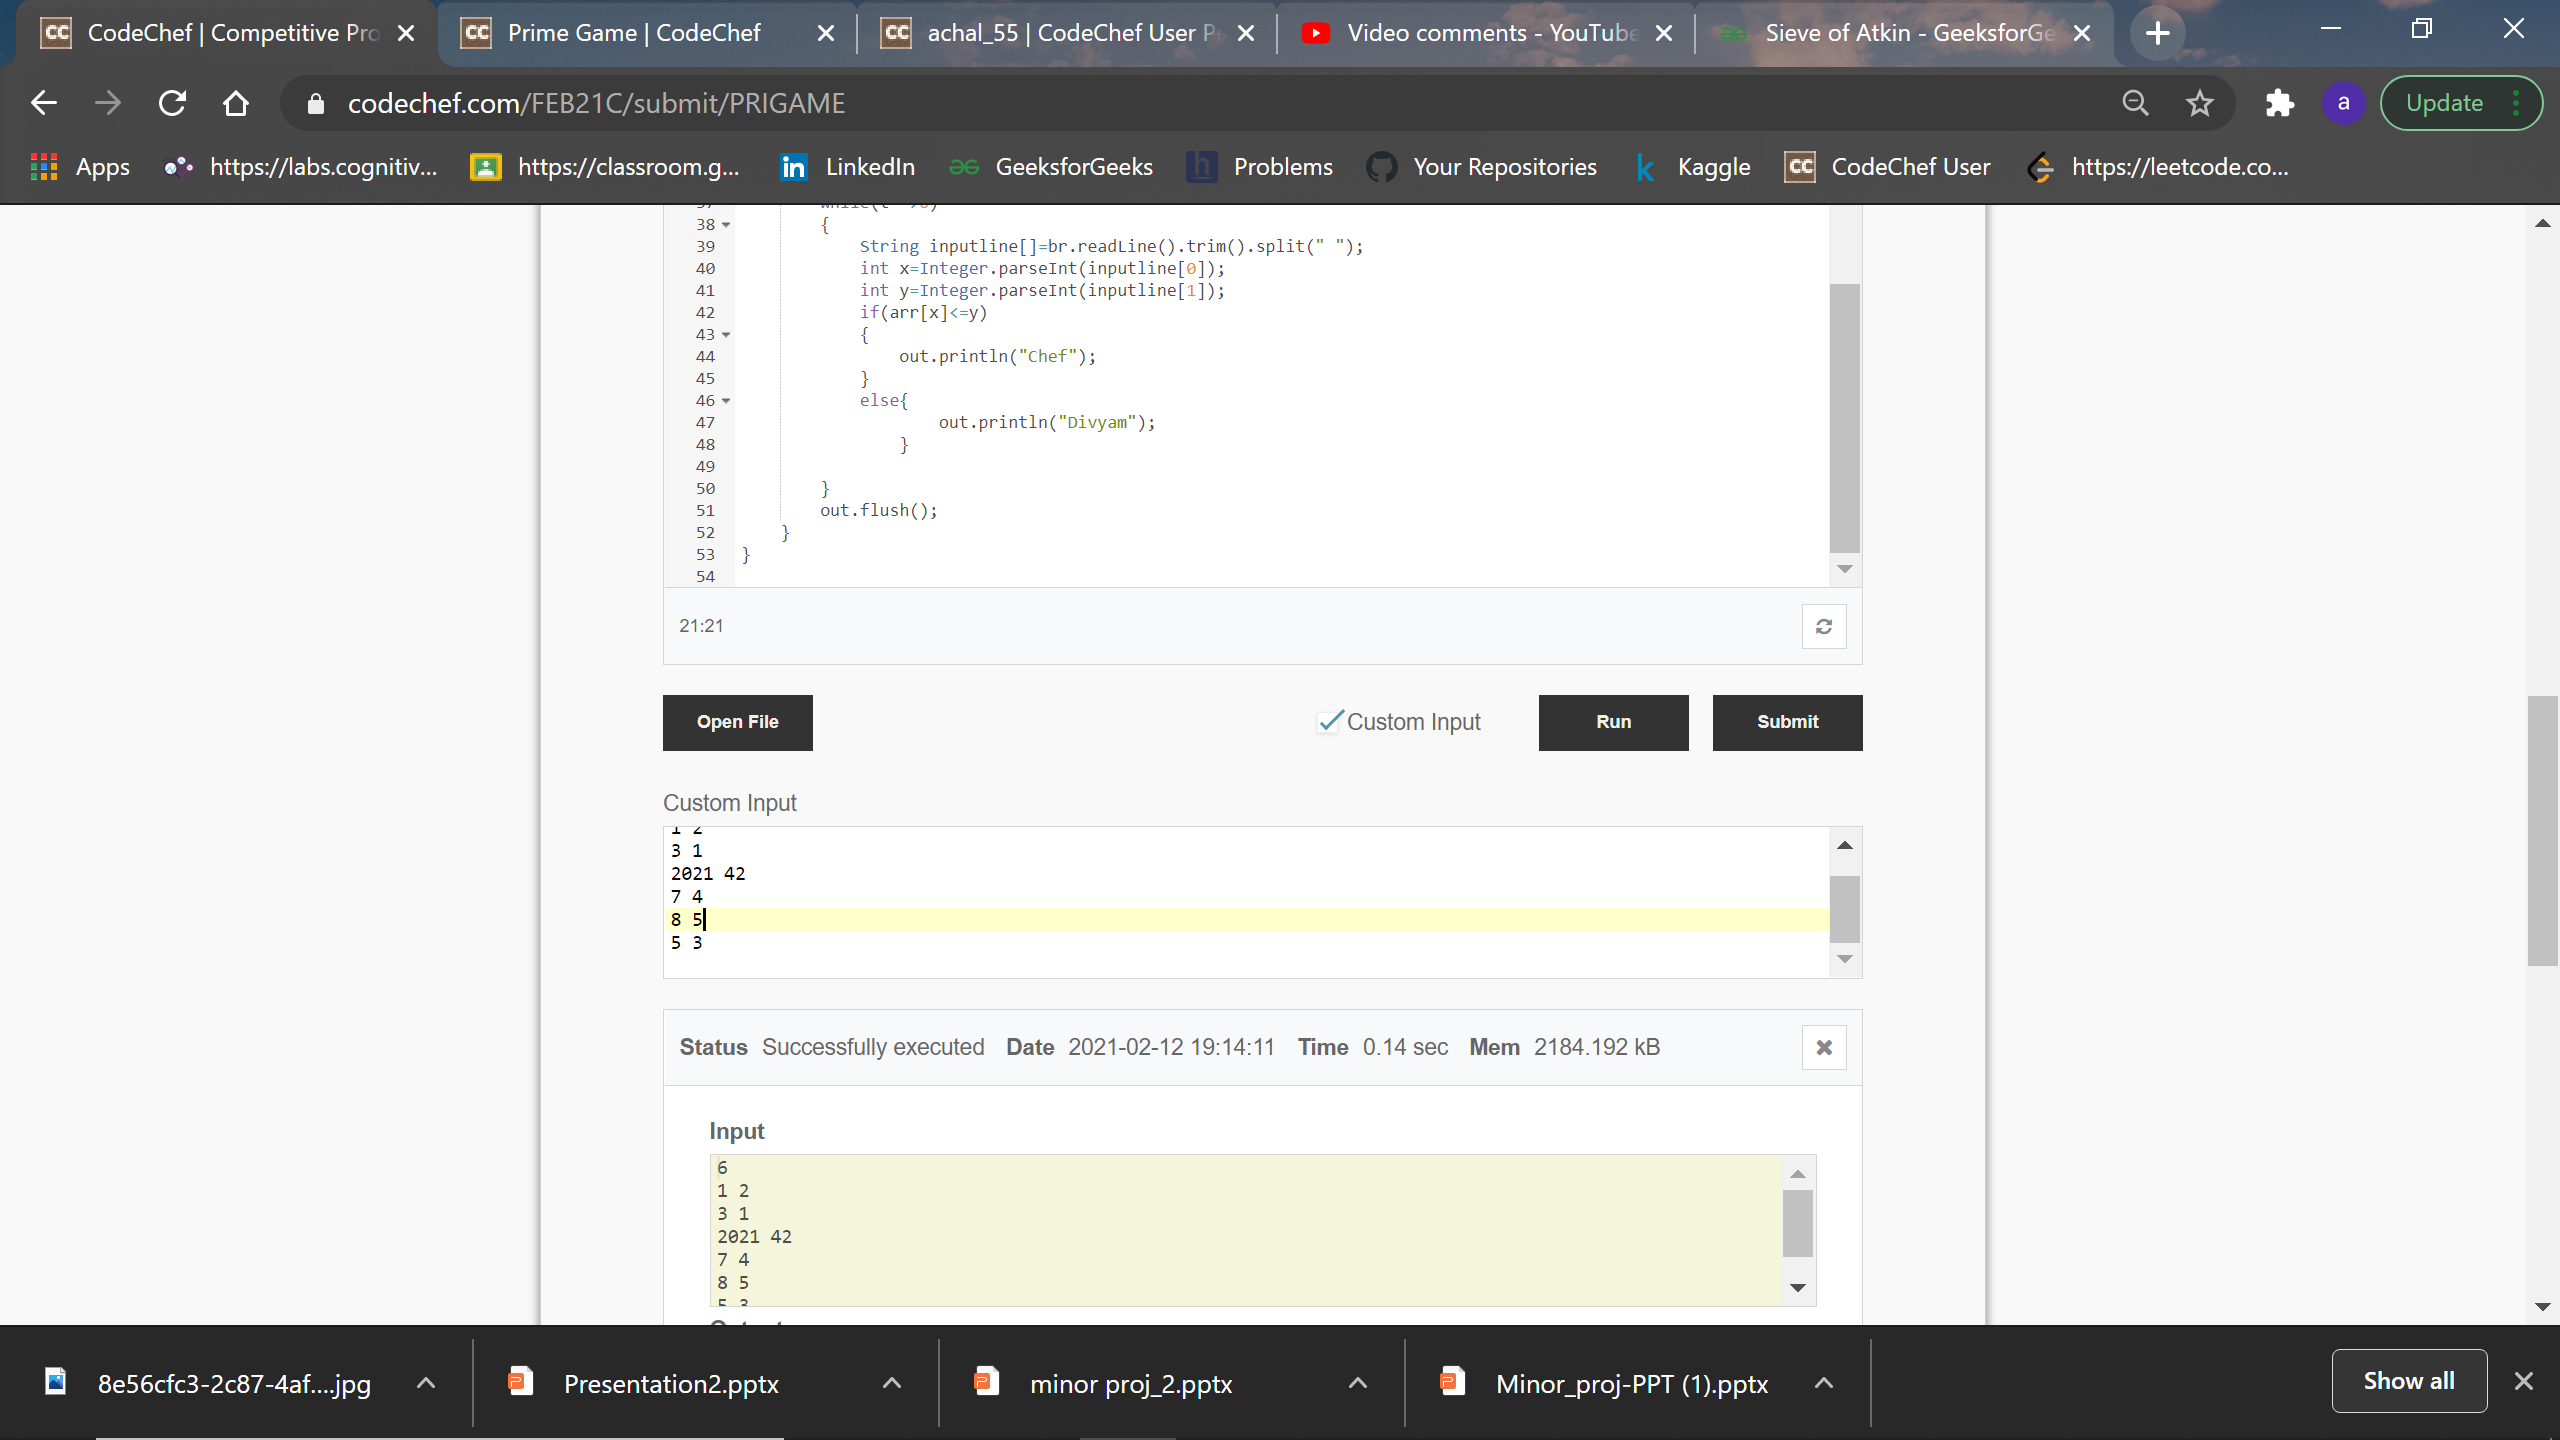 CodeChef | Competitive Pro
Prime Game | CodeChef
achal_55 | CodeChef User P
Video comments - YouTube
Sieve of Atkin - GeeksforGe
codechef.com/FEB21C/submit/PRIGAME
a
Update
Apps
https://labs.cognitiv...
https://classroom.g...
LinkedIn
GeeksforGeeks
Problems
Your Repositories
Kaggle
CodeChef User
https://leetcode.co...
38 {
39 String inputline[]=br.readLine().trim().split(" ");
40 int x=Integer.parseInt(inputline[0]);
41 int y=Integer.parseInt(inputline[1]);
42 if(arr[x]<=y)
43 {
44 out.println("Chef");
45 }
46 else{
47 out.println("Divyam");
48 }
49
50 }
51 out.flush();
52 }
53 }
54
21:21
Open File
Custom Input
Run
Submit
Custom Input
1 2
3 1
2021 42
7 4
8 5
5 3
Status Successfully executed Date 2021-02-12 19:14:11 Time 0.14 sec Mem 2184.192 kB
Input
6
1 2
3 1
2021 42
7 4
8 5
5 3
8e56cfc3-2c87-4af....jpg
Presentation2.pptx
minor proj_2.pptx
Minor_proj-PPT (1).pptx
Show all